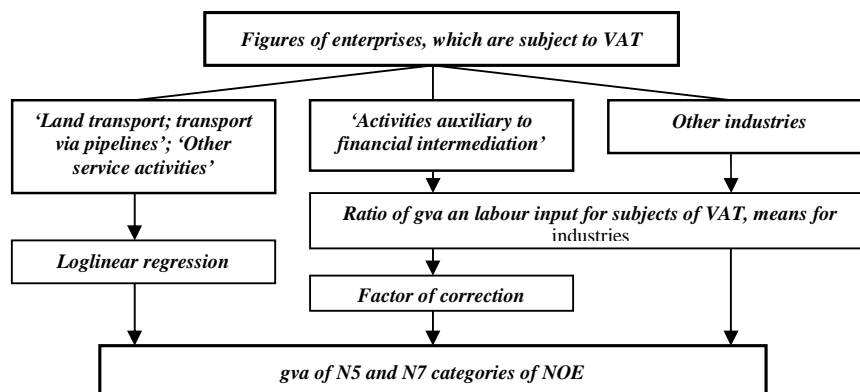 Figures of enterprises, which are subject to VAT
‘Land transport; transport
via pipelines’; ‘Other
service activities’
‘Activities auxiliary to
financial intermediation’
Other industries
Ratio of gva an labour input for subjects of VAT, means for
industries
Loglinear regression
Factor of correction
gva of N5 and N7 categories of NOE